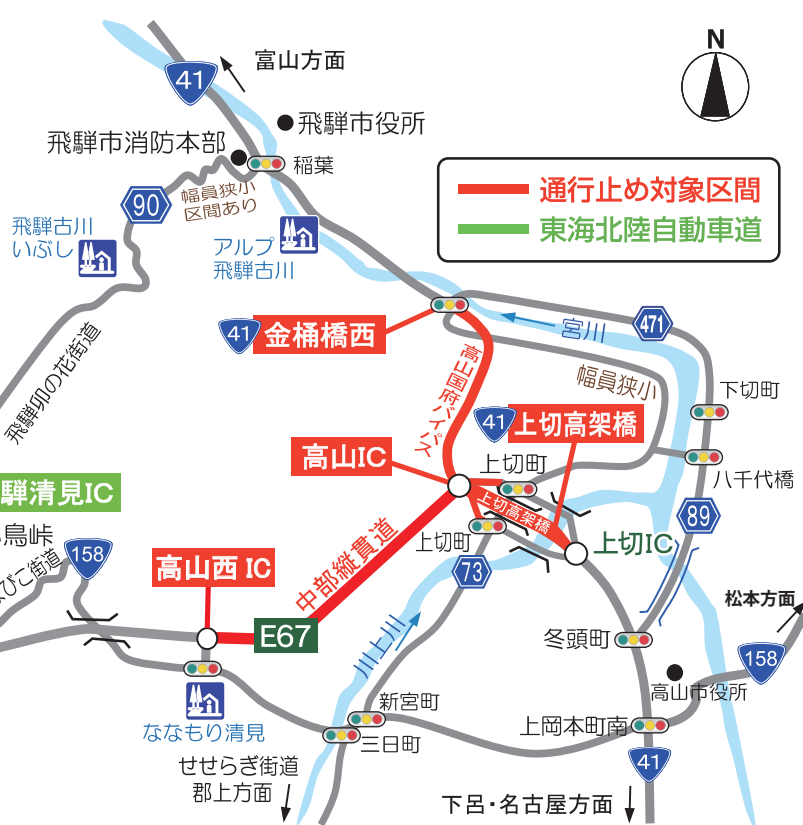 N
富山方面
41
飛騨市役所
飛騨市消防本部
稲葉
通行止め対象区間
東海北陸自動車道
幅員狭小
区間あり
90
飛騨古川
いぶし
アルプ
飛騨古川
41
金桶橋西
宮川
471
飛騨卯の花街道
高山国府バイパス
幅員狭小
下切町
41
上切高架橋
高山IC
上切町
八千代橋
騨清見IC
上切高架橋
89
鳥峠
上切町
上切IC
158
びこ街道
高山西 IC
中部縦貫道
73
E67
川上川
冬頭町
松本方面
158
高山市役所
ななもり清見
新宮町
三日町
上岡本町南
せせらぎ街道
郡上方面
41
下呂・名古屋方面